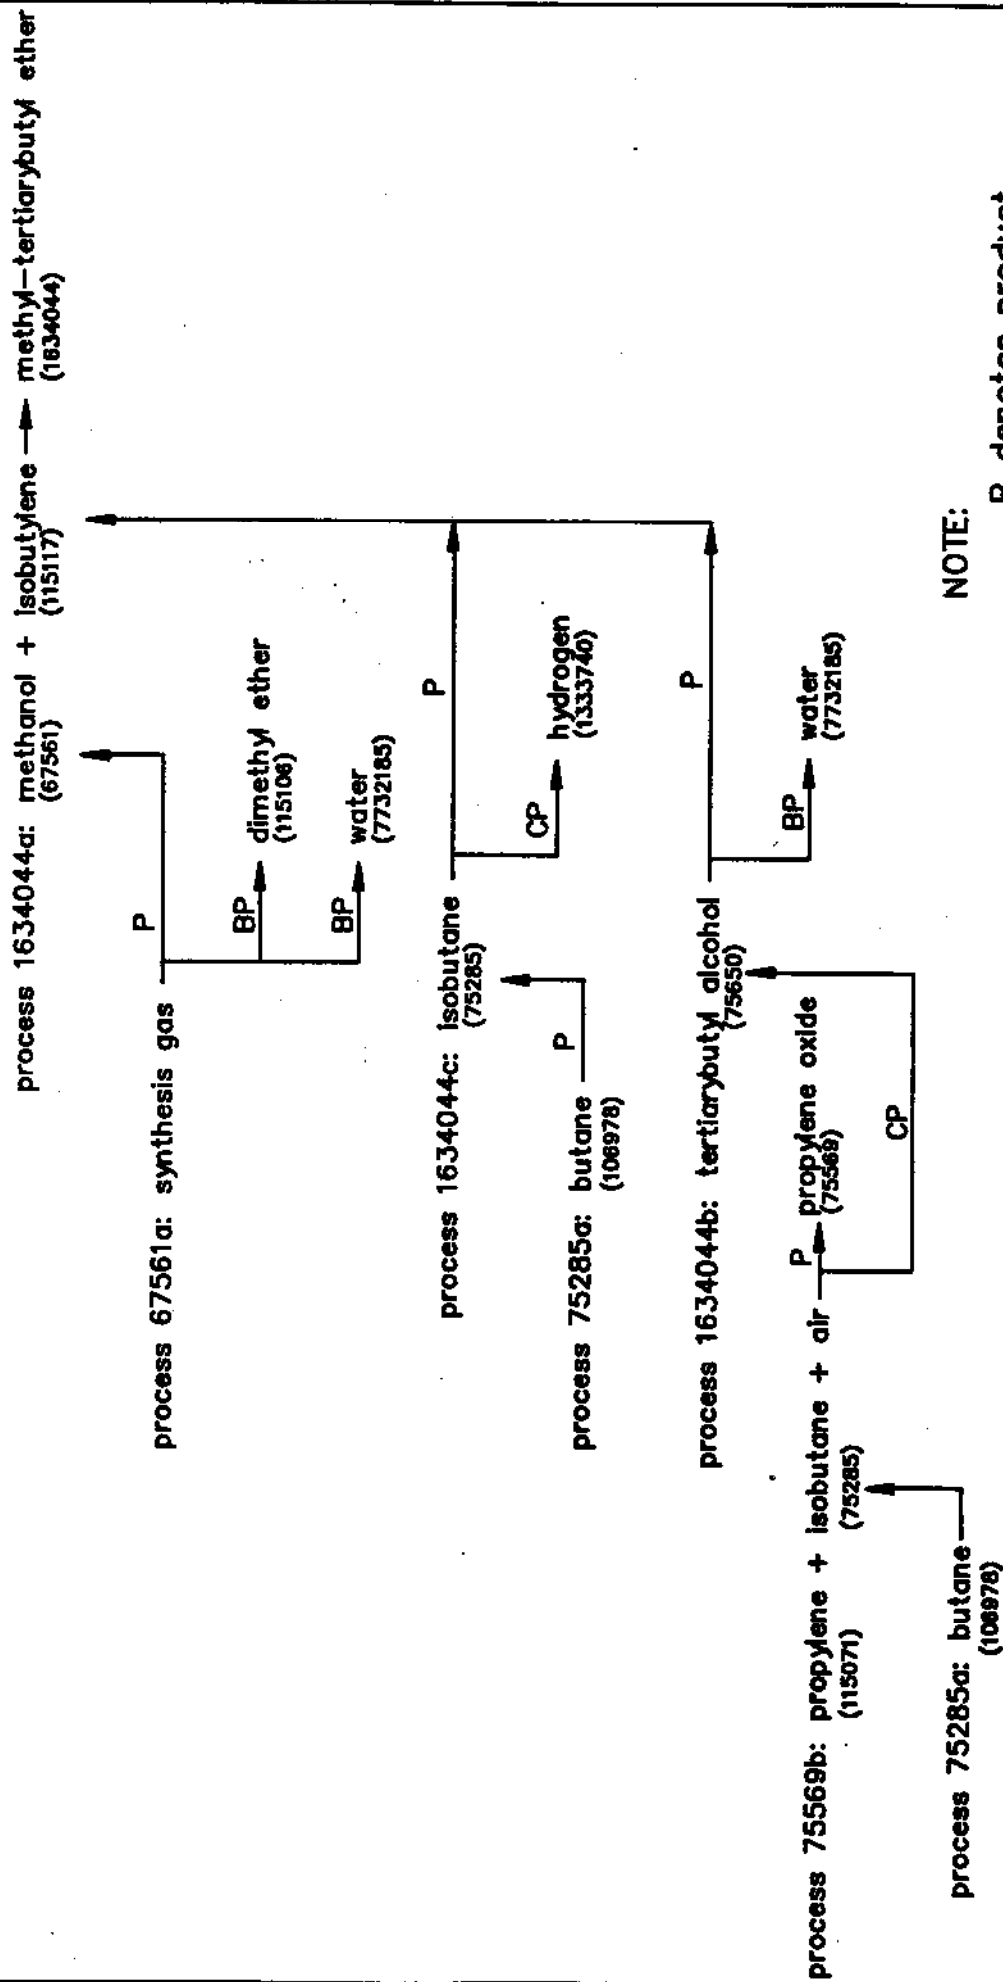 process 1634044a: methanol + isobutylene → methyl-tertiarybutyl ether
(67561) (115117) (1634044)
process 67561a: synthesis gas
P
BP
dimethyl ether
(115106)
BP
water
(7732185)
process 1634044c: isobutane
(75285)
P
CP
hydrogen
(1333740)
process 75285a: butane
(106978)
P
process 1634044b: tertiarybutyl alcohol
(75650)
P
BP
water
(7732185)
process 75569b: propylene + isobutane + air
(115071) (75285)
P
propylene oxide
(75569)
CP
process 75285a: butane
(106978)
NOTE:
P denotes product